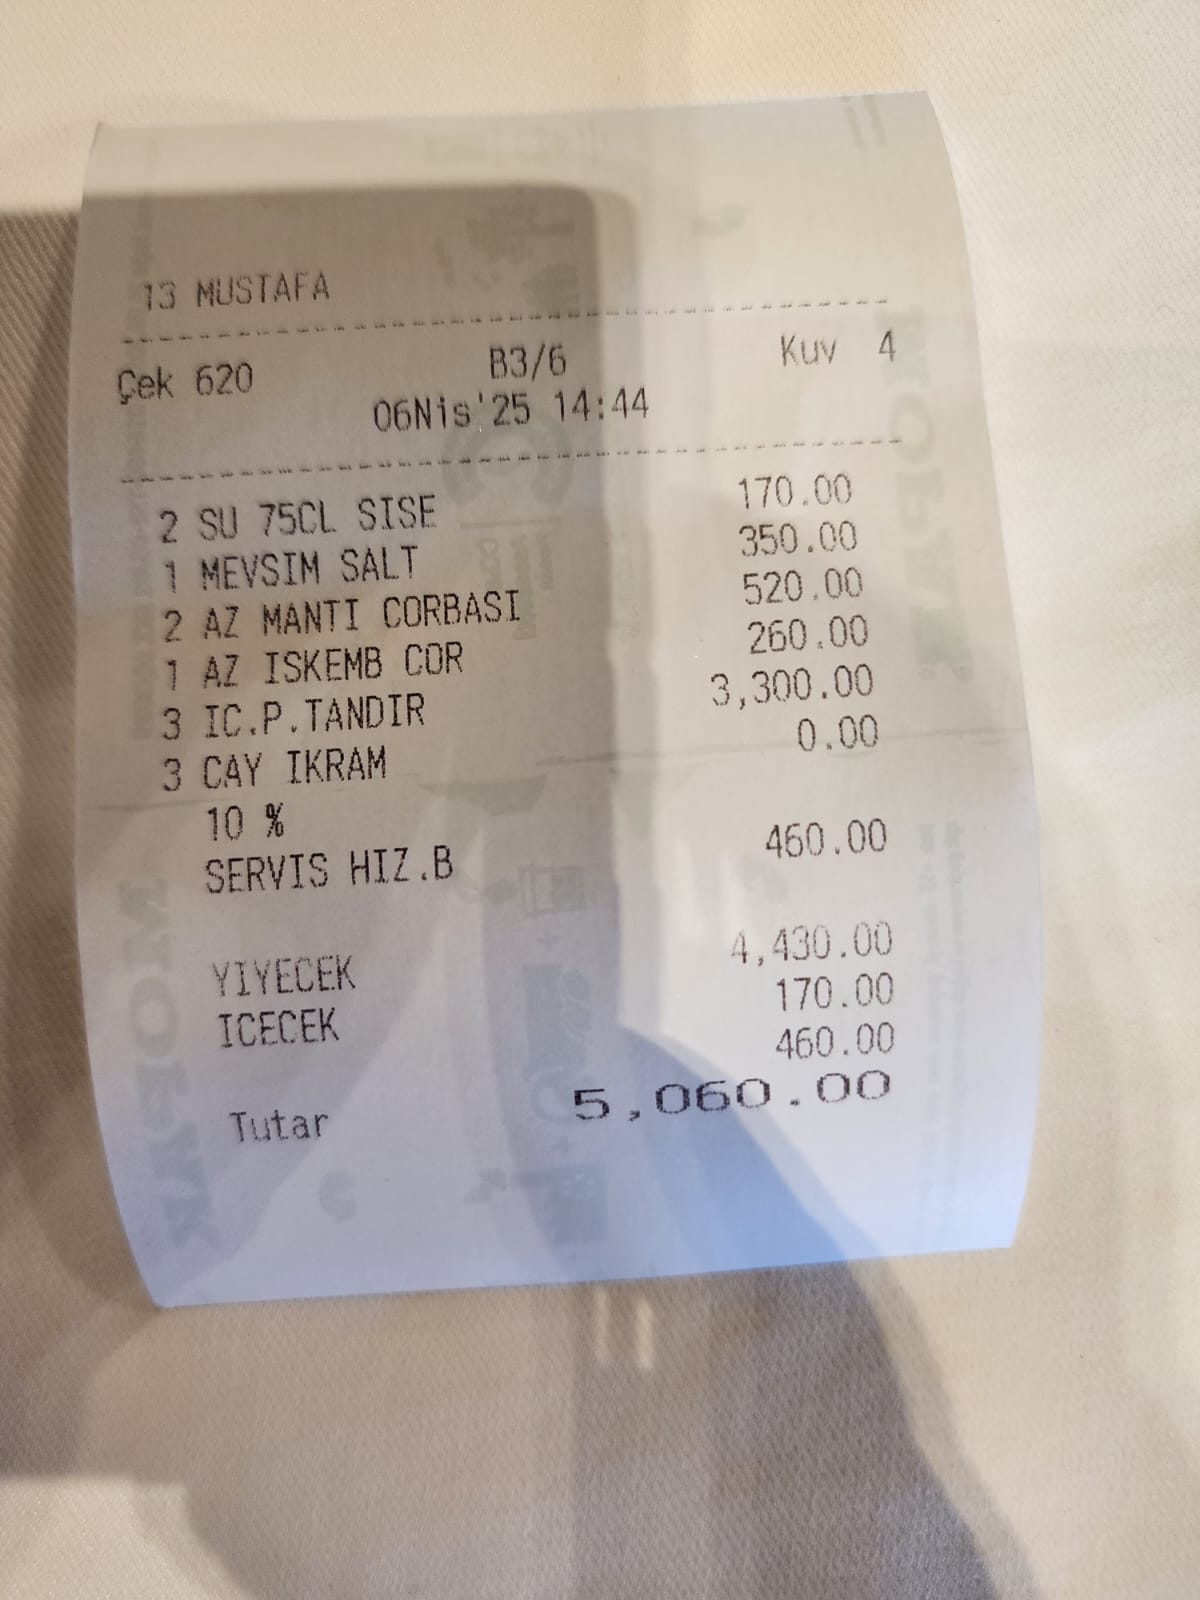 13 MUSTAFA
Çek 620 B3/6 Kuv 4
06Nis'25 14:44
2 SU 75CL SISE 170.00
1 MEVSIM SALT 350.00
2 AZ MANTI CORBASI 520.00
1 AZ ISKEMB COR 260.00
3 IC.P.TANDIR 3,300.00
3 CAY IKRAM 0.00
10 %
SERVIS HIZ.B 460.00
YIYECEK 4,430.00
ICECEK 170.00
460.00
Tutar 5,060.00